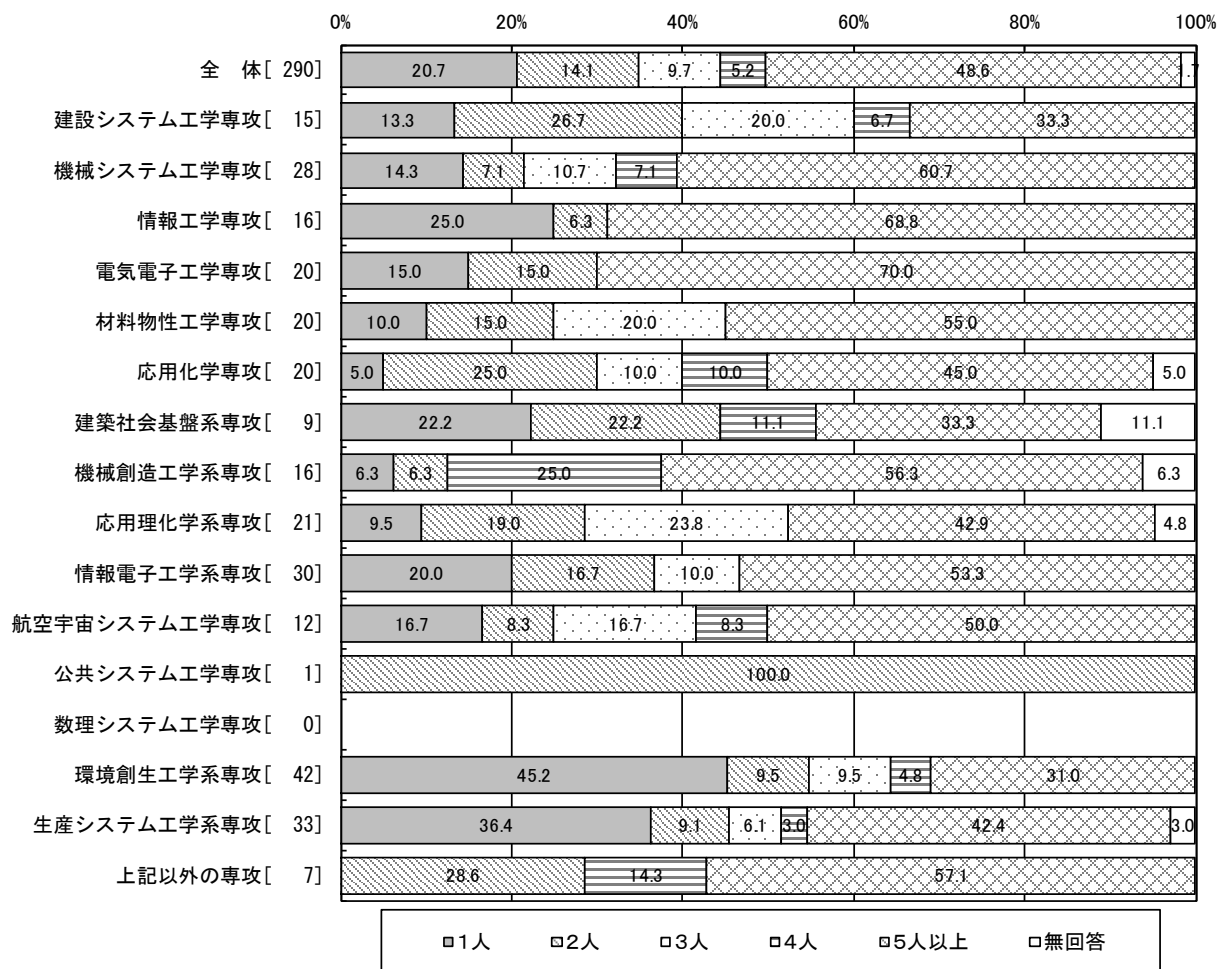 0% 20% 40% 60% 80% 100%
全　体[ 290] 20.7 14.1 9.7 5.2 48.6 1.7
建設システム工学専攻[ 15] 13.3 26.7 20.0 6.7 33.3
機械システム工学専攻[ 28] 14.3 7.1 10.7 7.1 60.7
情報工学専攻[ 16] 25.0 6.3 68.8
電気電子工学専攻[ 20] 15.0 15.0 70.0
材料物性工学専攻[ 20] 10.0 15.0 20.0 55.0
応用化学専攻[ 20] 5.0 25.0 10.0 10.0 45.0 5.0
建築社会基盤系専攻[ 9] 22.2 22.2 11.1 33.3 11.1
機械創造工学系専攻[ 16] 6.3 6.3 25.0 56.3 6.3
応用理化学系専攻[ 21] 9.5 19.0 23.8 42.9 4.8
情報電子工学系専攻[ 30] 20.0 16.7 10.0 53.3
航空宇宙システム工学専攻[ 12] 16.7 8.3 16.7 8.3 50.0
公共システム工学専攻[ 1] 100.0
数理システム工学専攻[ 0]
環境創生工学系専攻[ 42] 45.2 9.5 9.5 4.8 31.0
生産システム工学系専攻[ 33] 36.4 9.1 6.1 3.0 42.4 3.0
上記以外の専攻[ 7] 28.6 14.3 57.1
1人 2人 3人 4人 5人以上 無回答